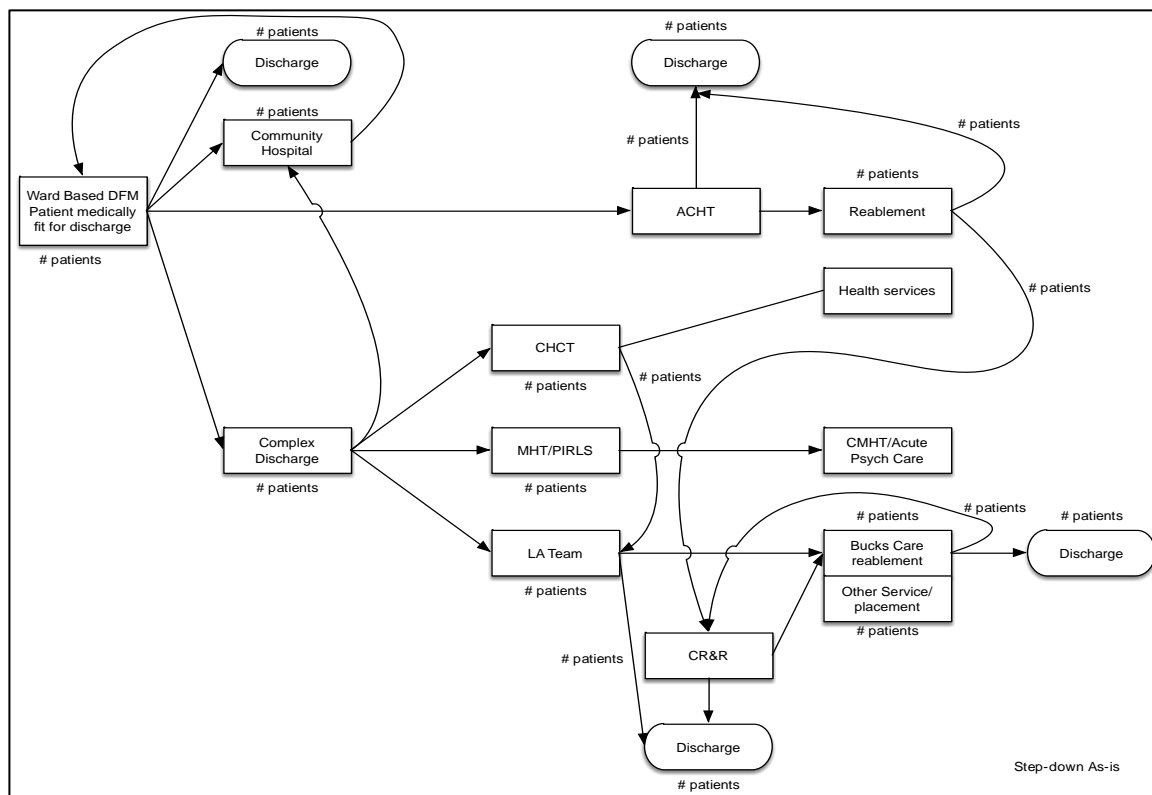 # patients
Discharge
# patients
Community
Hospital
Ward Based DFM
Patient medically
fit for discharge
# patients
# patients
Discharge
# patients
ACHT
# patients
# patients
Reablement
# patients
Health services
CHCT
# patients
# patients
Complex
Discharge
# patients
MHT/PIRLS
# patients
CMHT/Acute
Psych Care
LA Team
# patients
# patients
# patients
Bucks Care
reablement
Other Service/
placement
# patients
# patients
Discharge
# patients
CR&R
Discharge
# patients
Step-down As-is